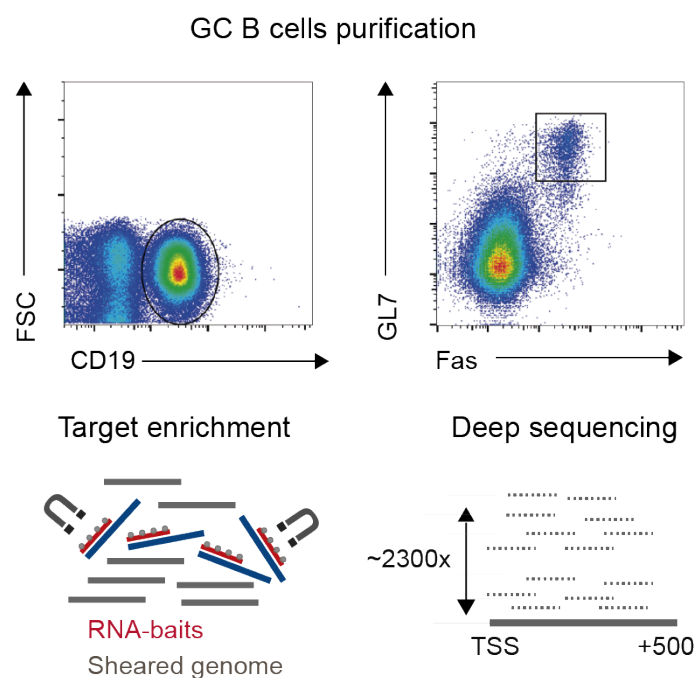 GC B cells purification
FSC
CD19
GL7
Fas
Target enrichment
RNA-baits
Sheared genome
Deep sequencing
~2300x
TSS
+500